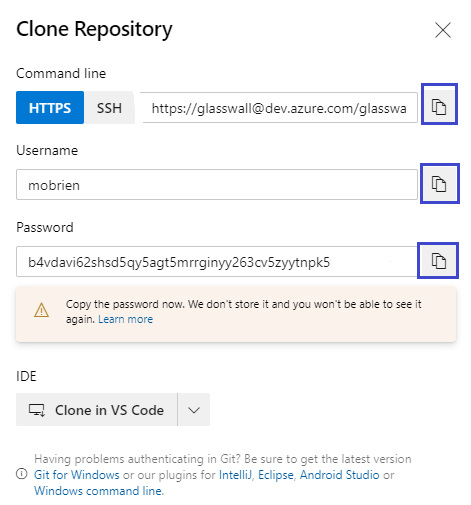 Clone Repository
Command line
HTTPS SSH https://glasswall@dev.azure.com/glasswa
Username
mobrien
Password
b4vdavi62shsd5qy5agt5mrrginyy263cv5zyytnpk5
Copy the password now. We don't store it and you won't be able to see it
again. Learn more
IDE
Clone in VS Code
Having problems authenticating in Git? Be sure to get the latest version
Git for Windows or our plugins for IntelliJ, Eclipse, Android Studio or
Windows command line.